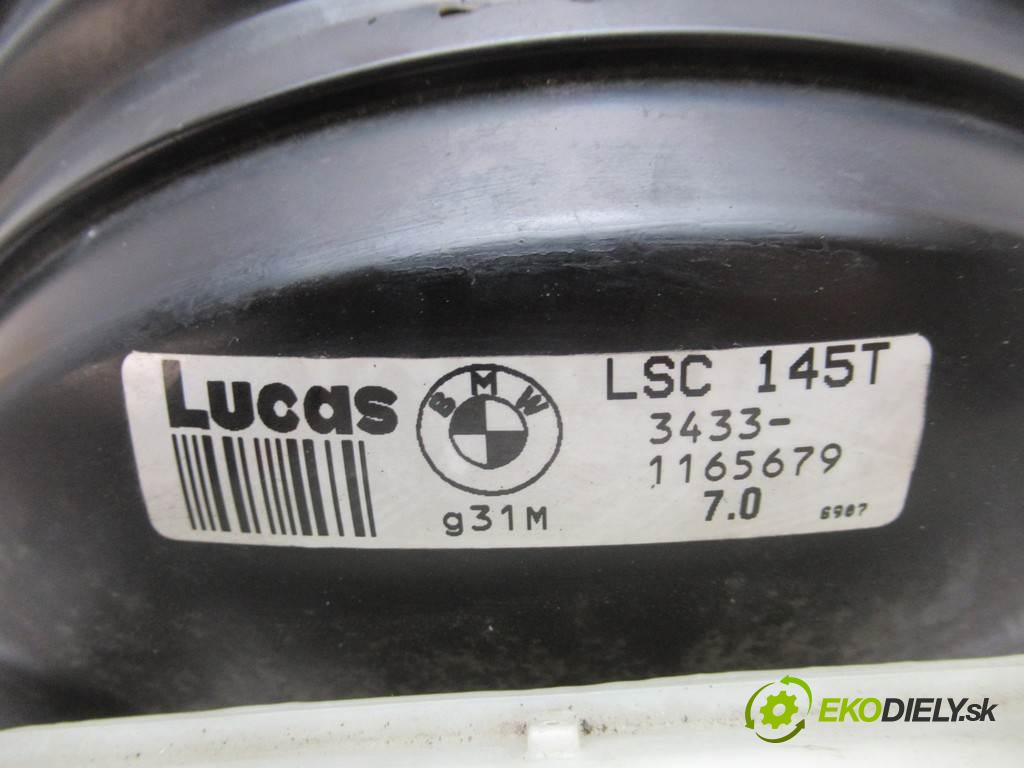 Lucas
BMW
g31M
LSC 145T
3433-
1165679
7.0
6987
EKODIELY.sk